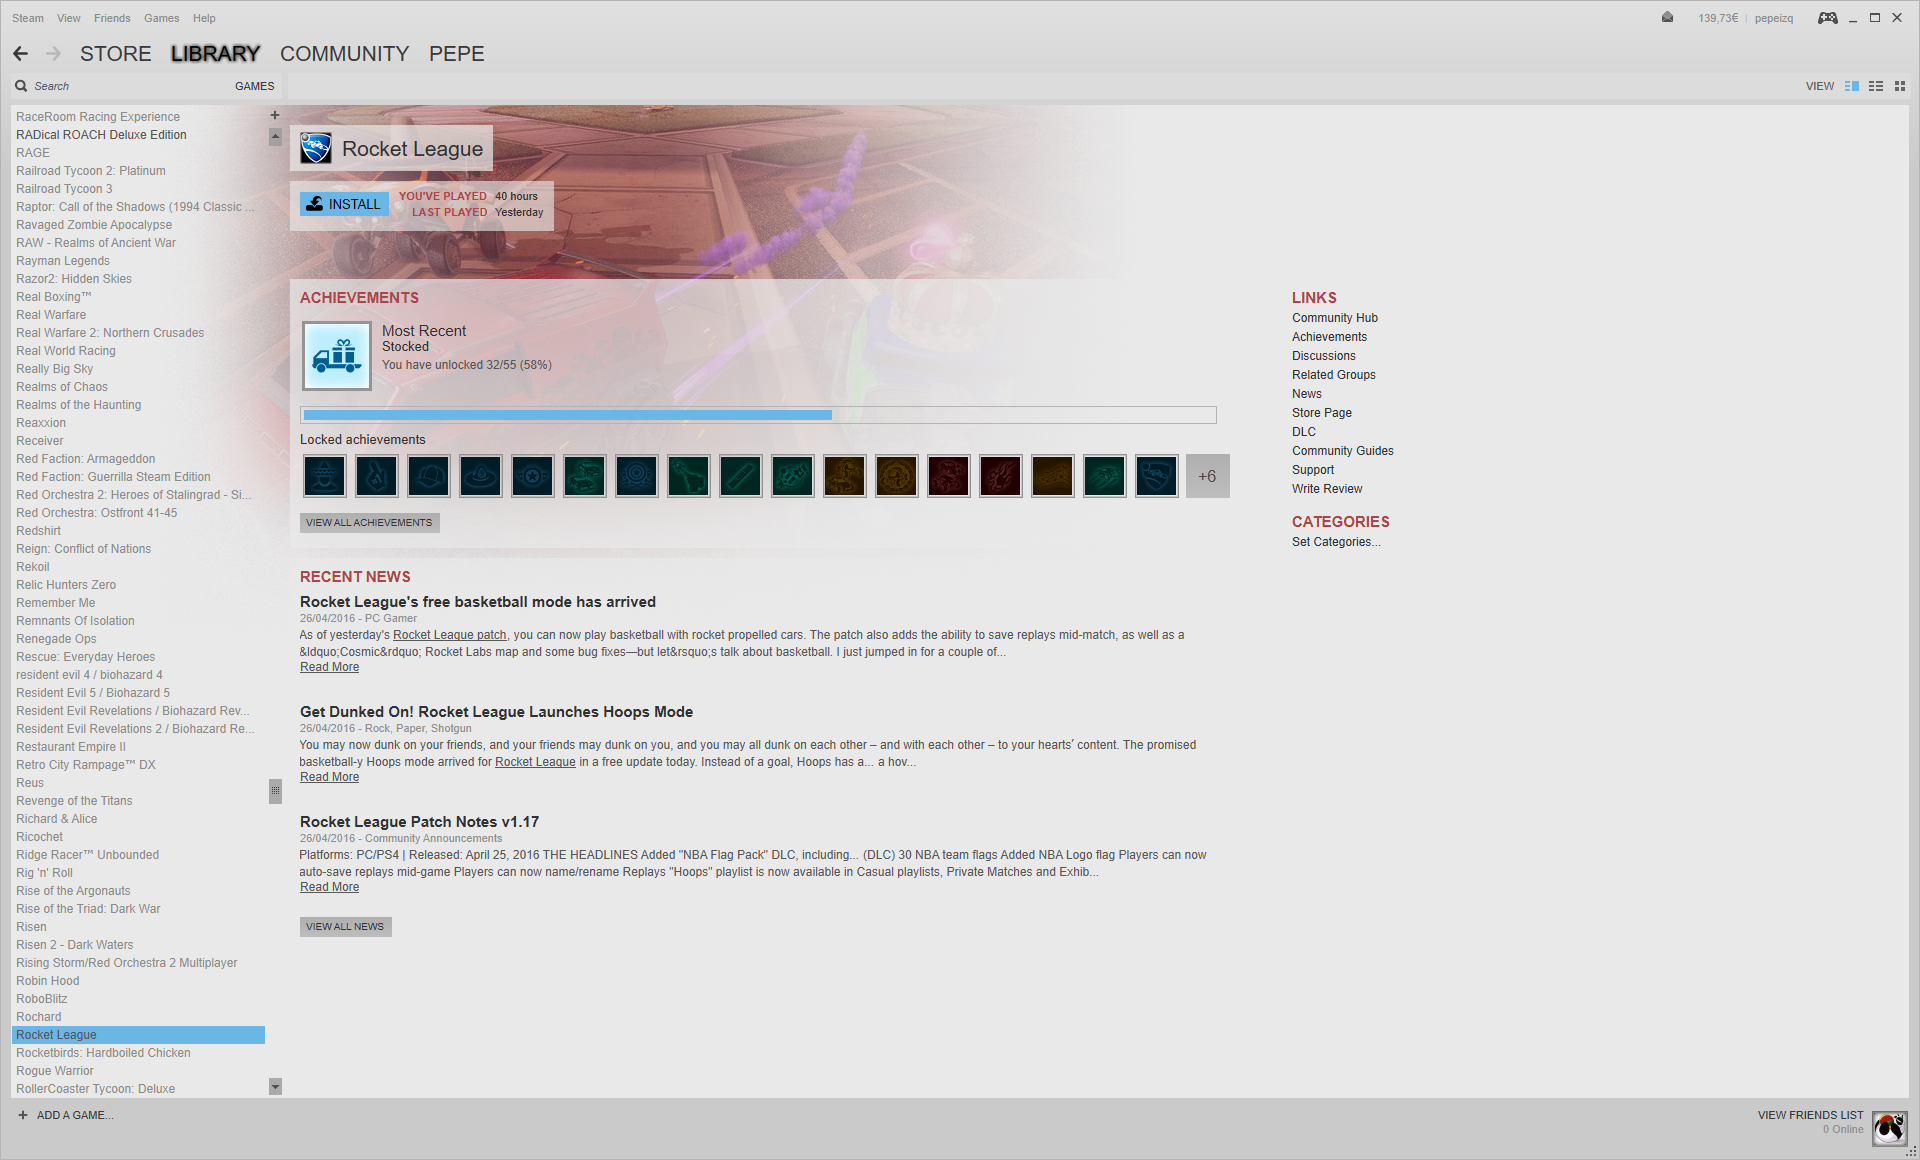 Steam View Friends Games Help
139,73€ | pepeizq
STORE LIBRARY COMMUNITY PEPE
Search GAMES
VIEW
RaceRoom Racing Experience
RADical ROACH Deluxe Edition
RAGE
Railroad Tycoon 2: Platinum
Railroad Tycoon 3
Raptor: Call of the Shadows (1994 Classic ...
Ravaged Zombie Apocalypse
RAW - Realms of Ancient War
Rayman Legends
Razor2: Hidden Skies
Real Boxing™
Real Warfare
Real Warfare 2: Northern Crusades
Real World Racing
Really Big Sky
Realms of Chaos
Realms of the Haunting
Reaxxion
Receiver
Red Faction: Armageddon
Red Faction: Guerrilla Steam Edition
Red Orchestra 2: Heroes of Stalingrad - Si...
Red Orchestra: Ostfront 41-45
Redshirt
Reign: Conflict of Nations
Rekoil
Relic Hunters Zero
Remember Me
Remnants Of Isolation
Renegade Ops
Rescue: Everyday Heroes
resident evil 4 / biohazard 4
Resident Evil 5 / Biohazard 5
Resident Evil Revelations / Biohazard Rev...
Resident Evil Revelations 2 / Biohazard Re...
Restaurant Empire II
Retro City Rampage™ DX
Reus
Revenge of the Titans
Richard & Alice
Ricochet
Ridge Racer™ Unbounded
Rig 'n' Roll
Rise of the Argonauts
Rise of the Triad: Dark War
Risen
Risen 2 - Dark Waters
Rising Storm/Red Orchestra 2 Multiplayer
Robin Hood
RoboBlitz
Rochard
Rocket League
Rocketbirds: Hardboiled Chicken
Rogue Warrior
RollerCoaster Tycoon: Deluxe
+ ADD A GAME...
Rocket League
INSTALL
YOU'VE PLAYED 40 hours
LAST PLAYED Yesterday
ACHIEVEMENTS
Most Recent
Stocked
You have unlocked 32/55 (58%)
Locked achievements
+6
VIEW ALL ACHIEVEMENTS
RECENT NEWS
Rocket League's free basketball mode has arrived
26/04/2016 - PC Gamer
As of yesterday's Rocket League patch, you can now play basketball with rocket propelled cars. The patch also adds the ability to save replays mid-match, as well as a
&ldquo;Cosmic&rdquo; Rocket Labs map and some bug fixes—but let&rsquo;s talk about basketball. I just jumped in for a couple of...
Read More
Get Dunked On! Rocket League Launches Hoops Mode
26/04/2016 - Rock, Paper, Shotgun
You may now dunk on your friends, and your friends may dunk on you, and you may all dunk on each other – and with each other – to your hearts′ content. The promised
basketball-y Hoops mode arrived for Rocket League in a free update today. Instead of a goal, Hoops has a... a hov...
Read More
Rocket League Patch Notes v1.17
26/04/2016 - Community Announcements
Platforms: PC/PS4 | Released: April 25, 2016 THE HEADLINES Added "NBA Flag Pack" DLC, including... (DLC) 30 NBA team flags Added NBA Logo flag Players can now
auto-save replays mid-game Players can now name/rename Replays "Hoops" playlist is now available in Casual playlists, Private Matches and Exhib...
Read More
VIEW ALL NEWS
LINKS
Community Hub
Achievements
Discussions
Related Groups
News
Store Page
DLC
Community Guides
Support
Write Review
CATEGORIES
Set Categories...
VIEW FRIENDS LIST
0 Online